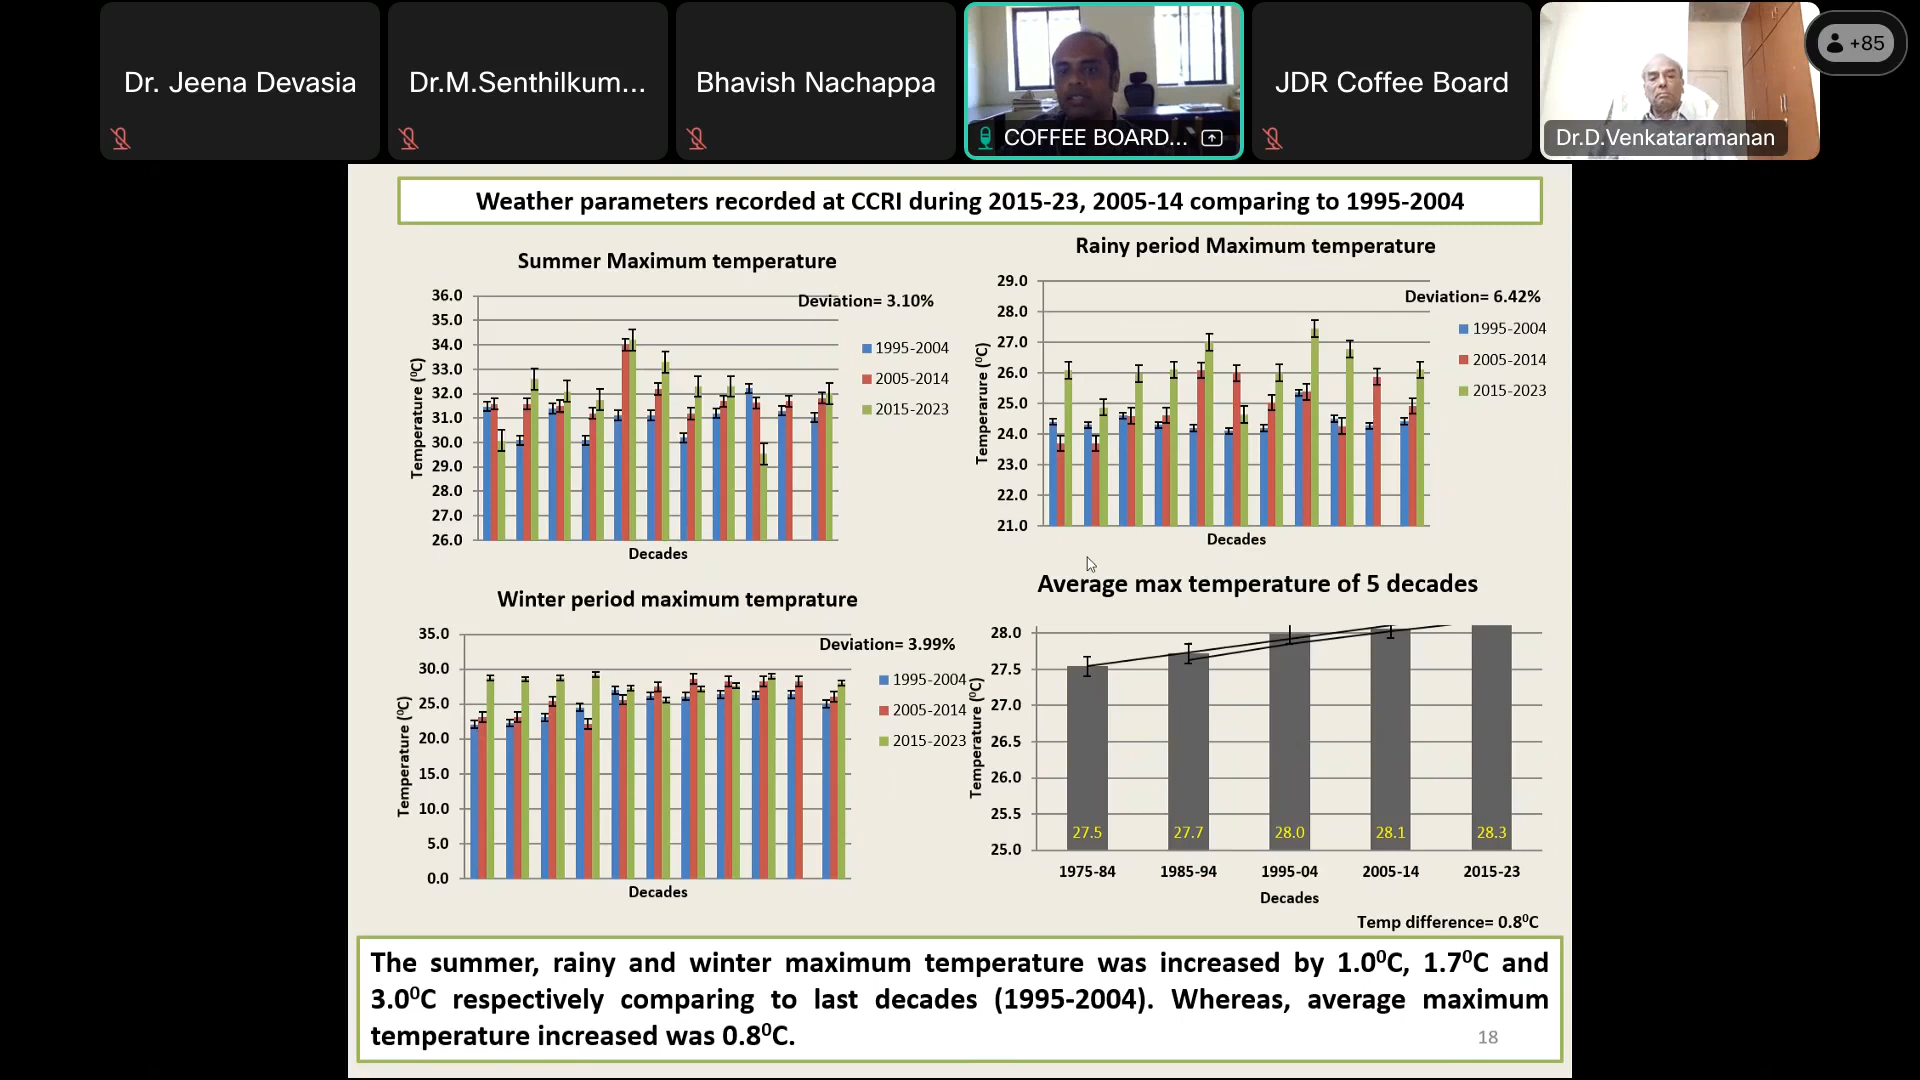 Dr. Jeena Devasia
Dr.M.Senthilkum...
Bhavish Nachappa
COFFEE BOARD...
JDR Coffee Board
Dr.D.Venkataramanan
+85
Weather parameters recorded at CCRI during 2015-23, 2005-14 comparing to 1995-2004
Summer Maximum temperature
Deviation= 3.10%
36.0
35.0
34.0
33.0
32.0
31.0
30.0
29.0
28.0
27.0
26.0
Temperature (⁰C)
Decades
1995-2004
2005-2014
2015-2023
Rainy period Maximum temperature
Deviation= 6.42%
29.0
28.0
27.0
26.0
25.0
24.0
23.0
22.0
21.0
Temperarure (⁰C)
Decades
1995-2004
2005-2014
2015-2023
Winter period maximum temprature
Deviation= 3.99%
35.0
30.0
25.0
20.0
15.0
10.0
5.0
0.0
Temperature (⁰C)
Decades
1995-2004
2005-2014
2015-2023
Average max temperature of 5 decades
28.0
27.5
27.0
26.5
26.0
25.5
25.0
Temperature (⁰C)
27.5 27.7 28.0 28.1 28.3
1975-84 1985-94 1995-04 2005-14 2015-23
Decades
Temp difference= 0.8⁰C
The summer, rainy and winter maximum temperature was increased by 1.0⁰C, 1.7⁰C and
3.0⁰C respectively comparing to last decades (1995-2004). Whereas, average maximum
temperature increased was 0.8⁰C.
18